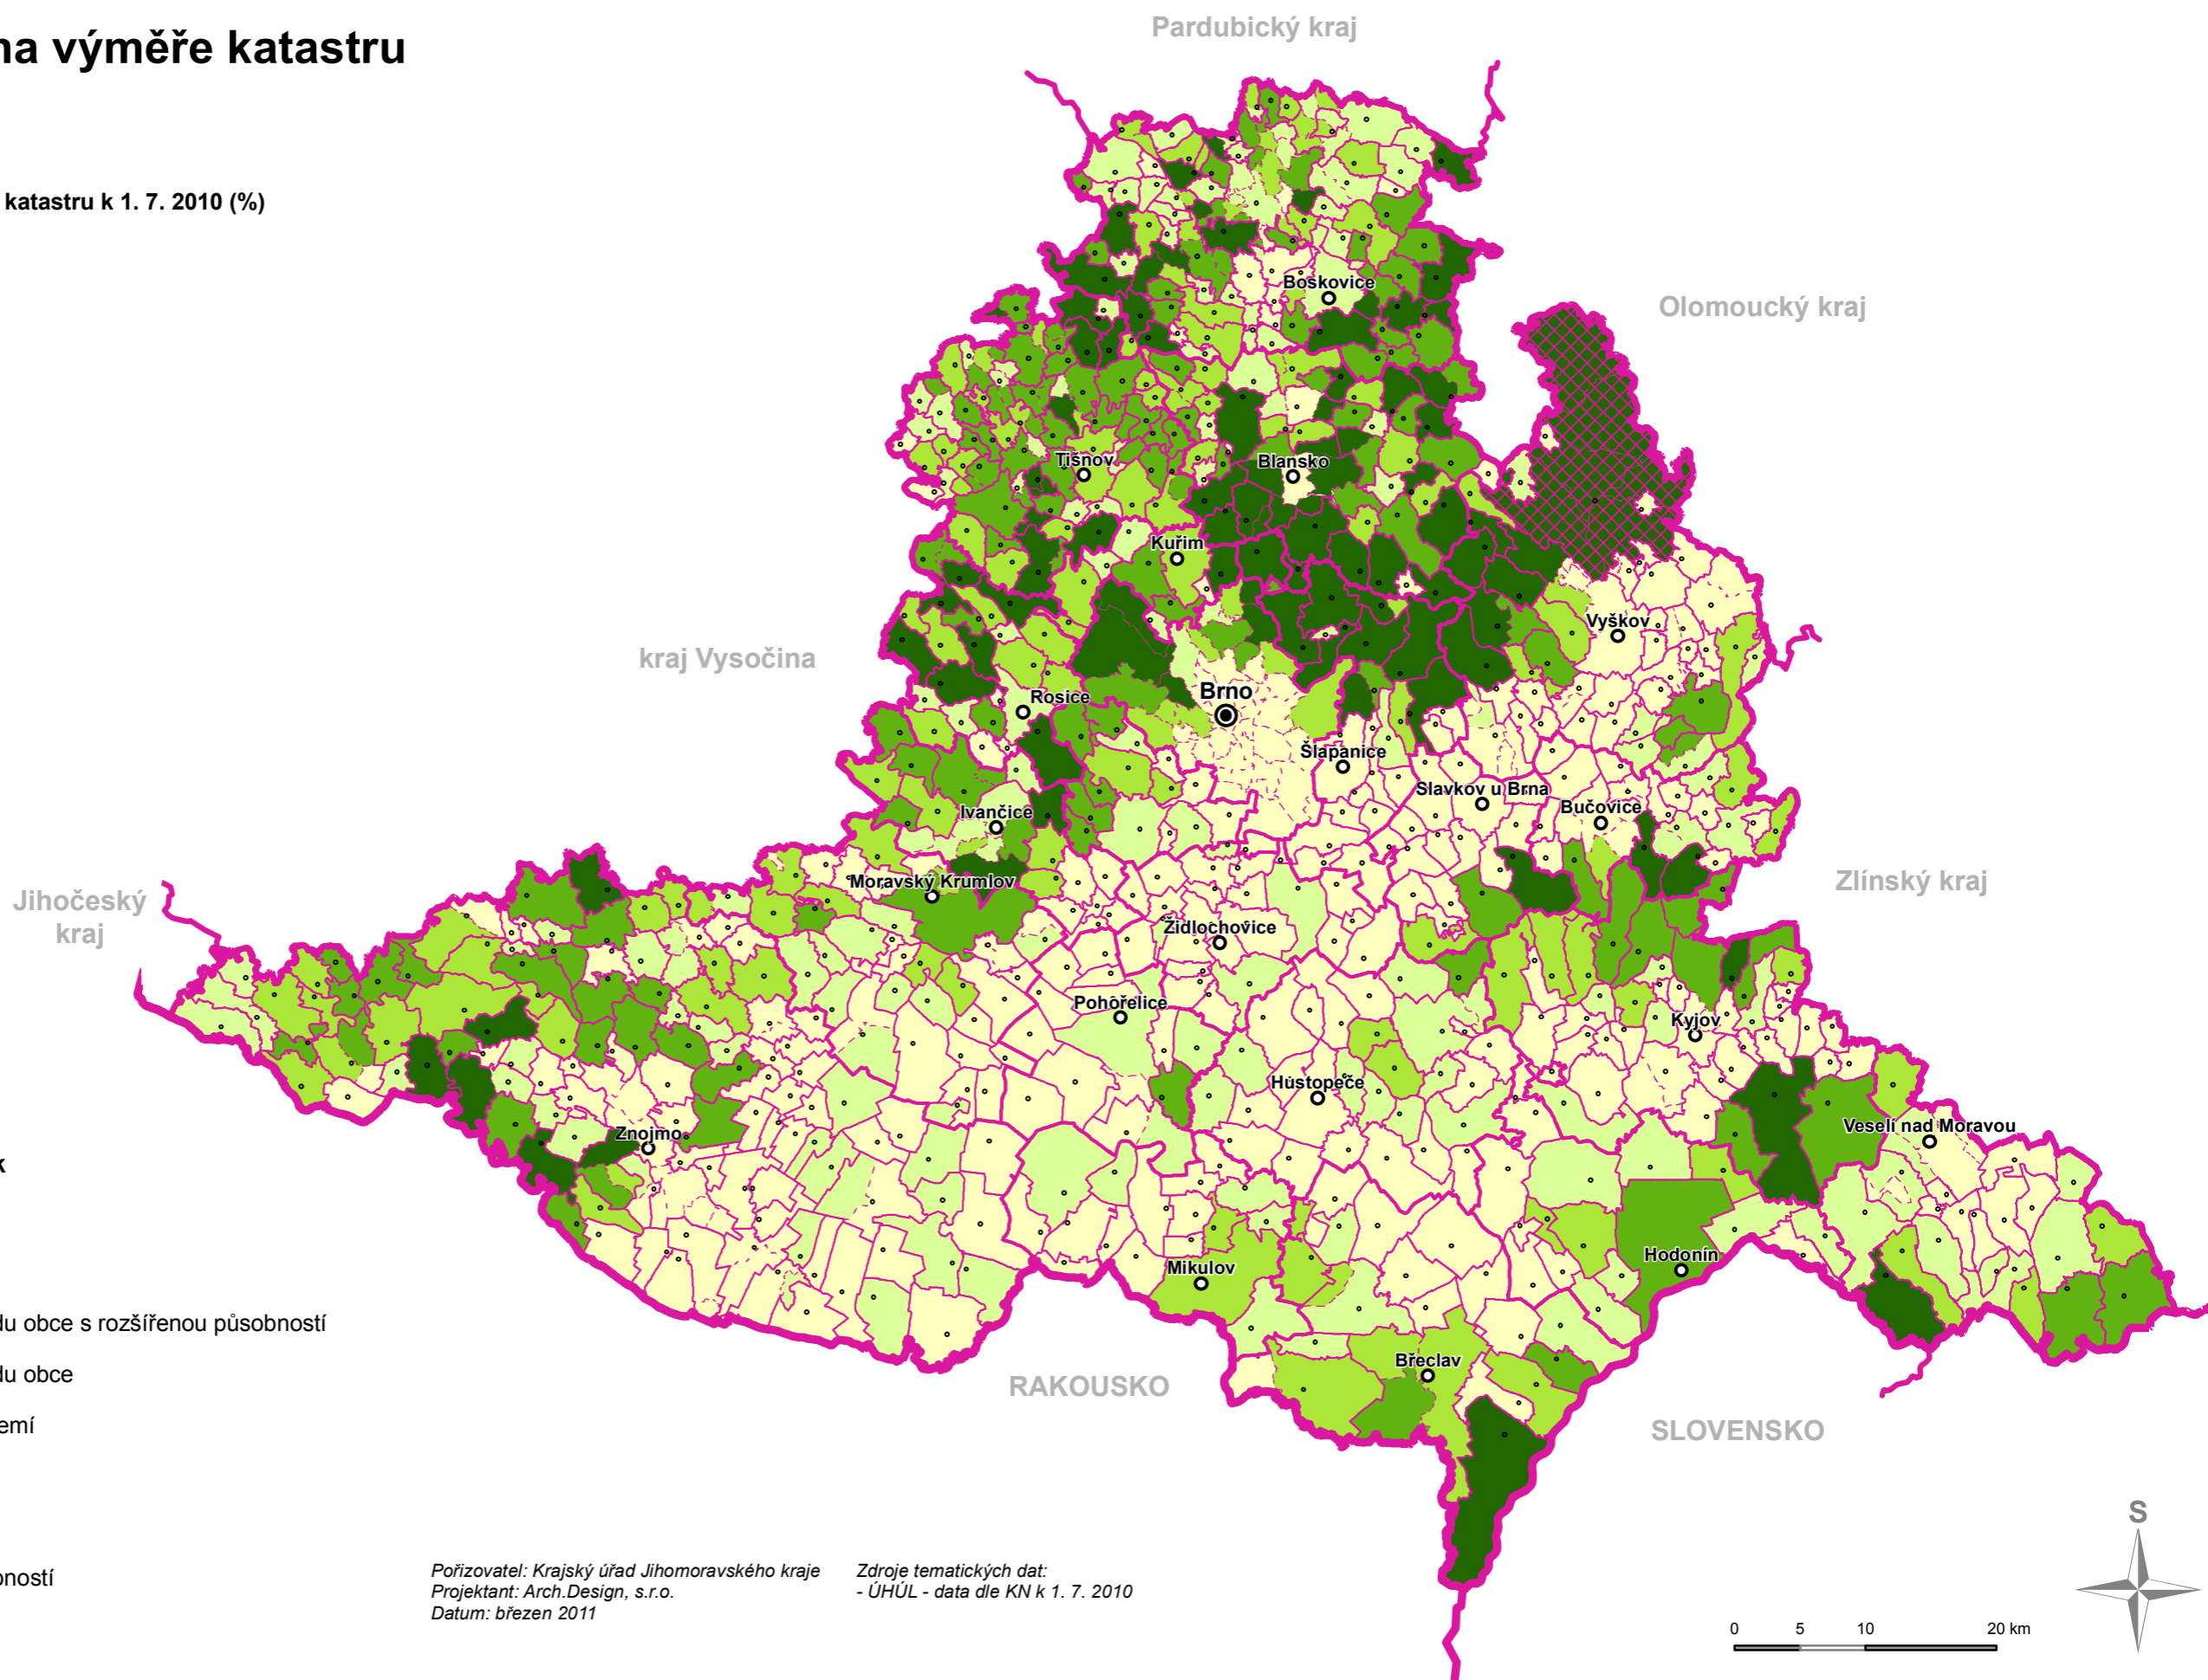 na výměře katastru
katastru k 1. 7. 2010 (%)
Pardubický kraj
Olomoucký kraj
kraj Vysočina
Jihočeský
kraj
Zlínský kraj
RAKOUSKO
SLOVENSKO
Boskovice
Tišnov
Blansko
Kuřim
Vyškov
Rosice
Brno
Šlapanice
Slavkov u Brna
Bučovice
Ivančice
Moravský Krumlov
Židlochovice
Pohořelice
Kyjov
Hustopeče
Znojmo
Veselí nad Moravou
Hodonín
Mikulov
Břeclav
k
du obce s rozšířenou působností
du obce
emí
bností
Pořizovatel: Krajský úřad Jihomoravského kraje
Projektant: Arch.Design, s.r.o.
Datum: březen 2011
Zdroje tematických dat:
- ÚHÚL - data dle KN k 1. 7. 2010
S
0 5 10 20 km